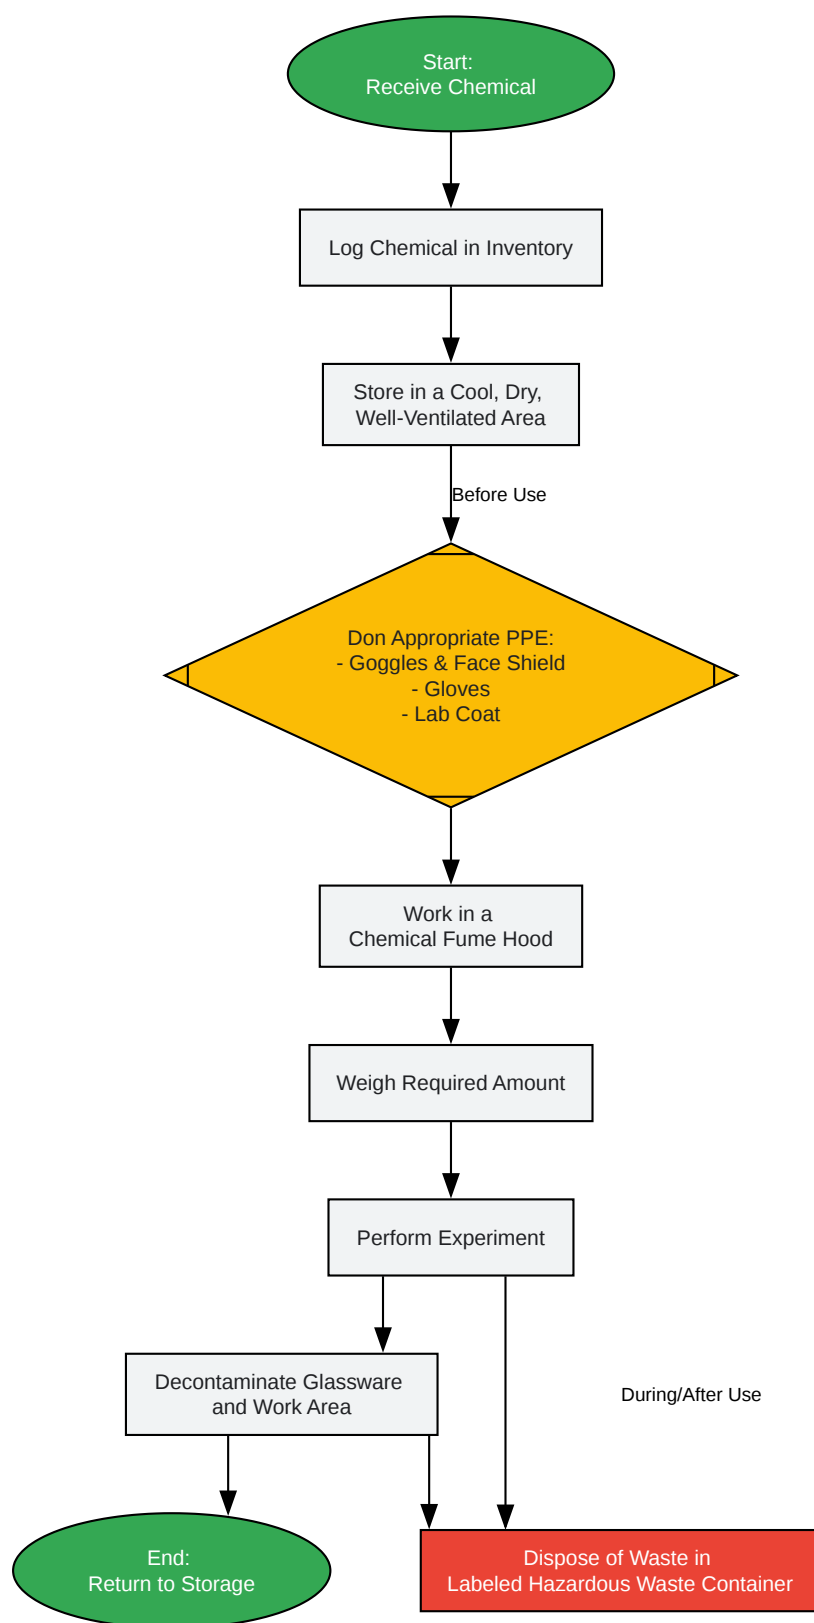 Start:
Receive Chemical
Log Chemical in Inventory
Store in a Cool, Dry,
Well-Ventilated Area
Before Use
Don Appropriate PPE:
- Goggles & Face Shield
- Gloves
- Lab Coat
Work in a
Chemical Fume Hood
Weigh Required Amount
Perform Experiment
Decontaminate Glassware
and Work Area
During/After Use
End:
Return to Storage
Dispose of Waste in
Labeled Hazardous Waste Container